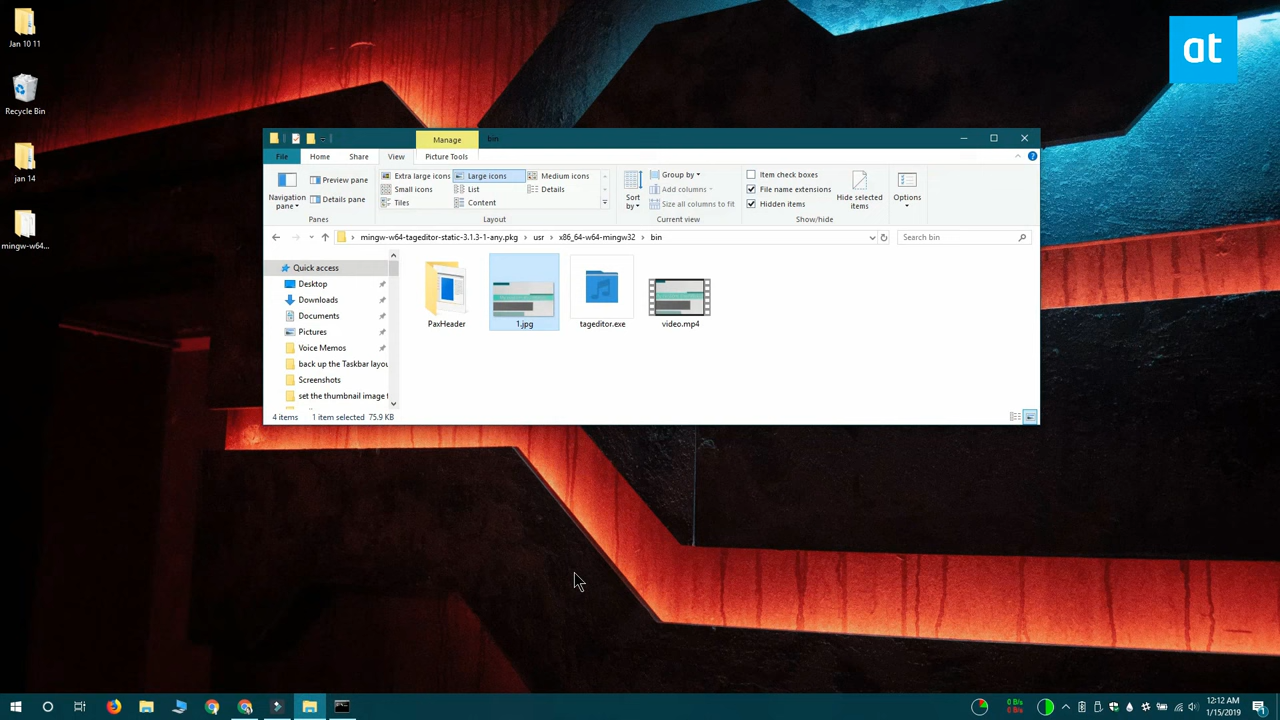 Jan 10 11
Recycle Bin
jan 14
mingw-w64...
at
Manage
bin
File
Home
Share
View
Picture Tools
Navigation pane
Preview pane
Details pane
Panes
Extra large icons
Large icons
Medium icons
Small icons
List
Details
Tiles
Content
Layout
Sort by
Group by
Add columns
Size all columns to fit
Current view
Item check boxes
File name extensions
Hidden items
Hide selected items
Show/hide
Options
mingw-w64-tageditor-static-3.1.3-1-any.pkg
usr
x86_64-w64-mingw32
bin
Search bin
Quick access
Desktop
Downloads
Documents
Pictures
Voice Memos
back up the Taskbar layou
Screenshots
set the thumbnail image f
PaxHeader
1.jpg
tageditor.exe
video.mp4
4 items
1 item selected 75.9 KB
0 B/s
0 B/s
12:12 AM
1/15/2019
1